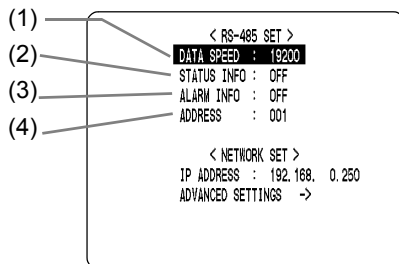 (1)
(2)
(3)
(4)
< RS-485 SET >
DATA SPEED : 19200
STATUS INFO : OFF
ALARM INFO : OFF
ADDRESS : 001
< NETWORK SET >
IP ADDRESS : 192.168. 0.250
ADVANCED SETTINGS ->